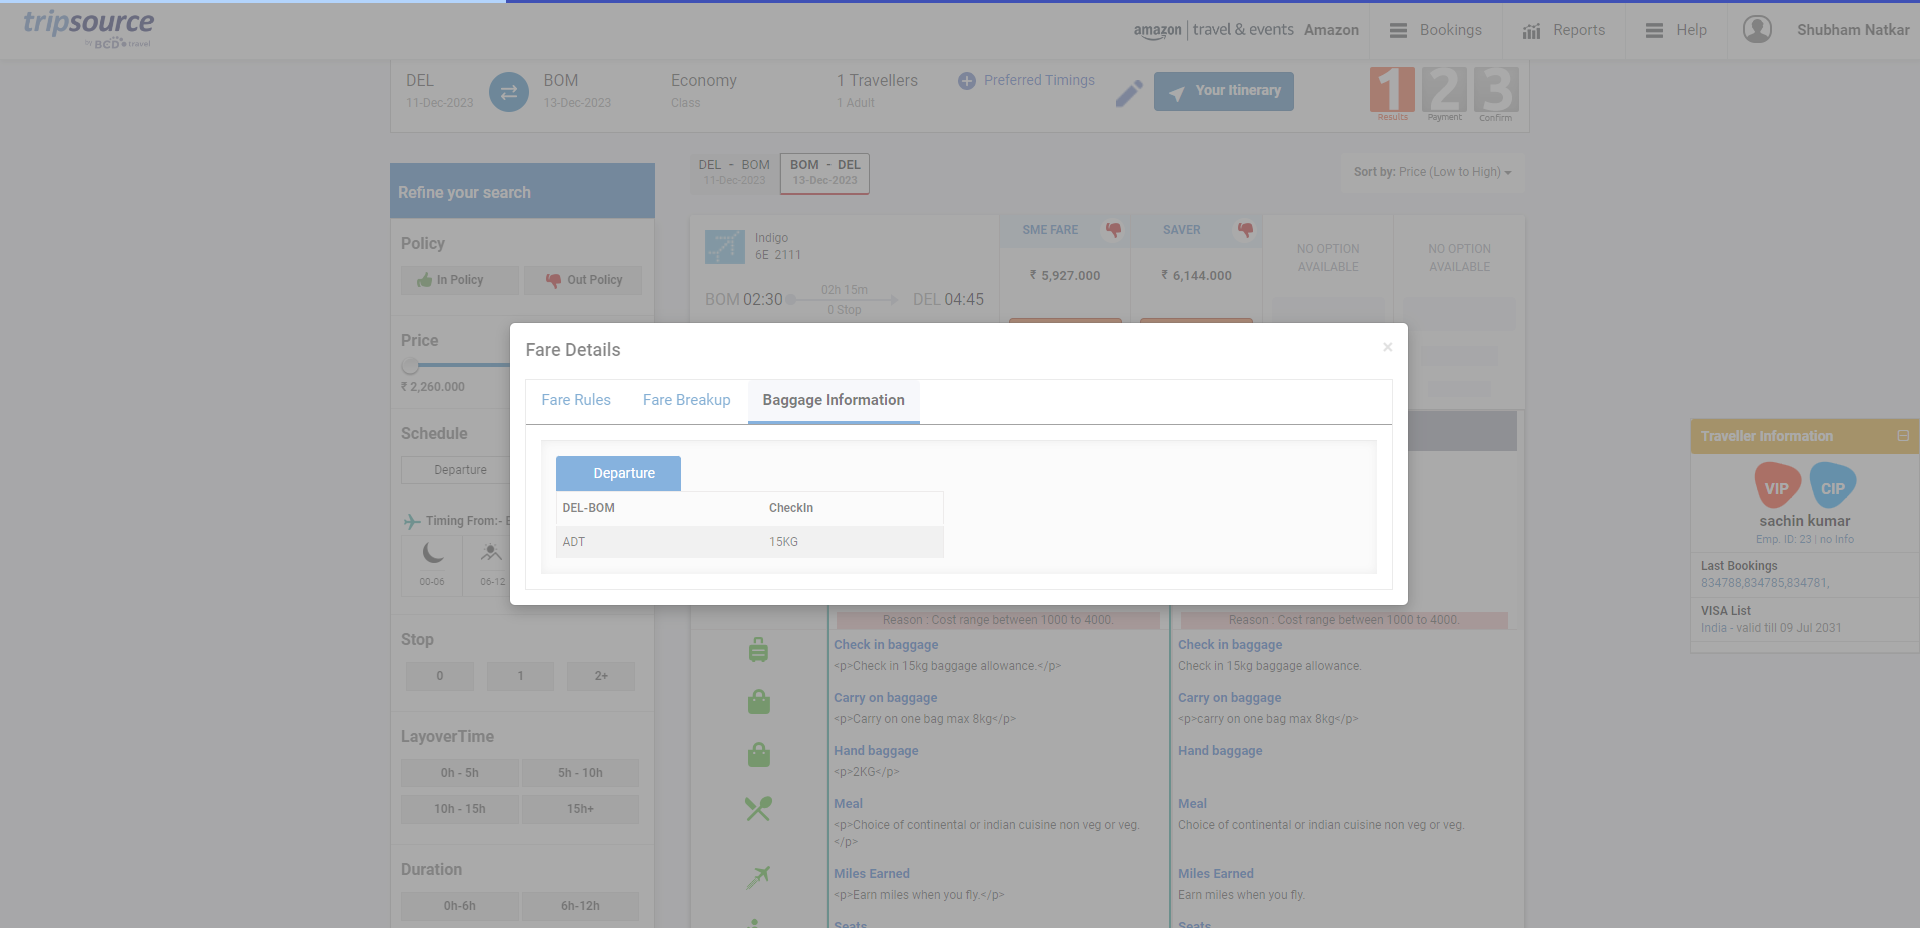 tripsource
by BCD travel
amazon travel & events Amazon
Bookings
Reports
Help
Shubham Natkar
DEL
11-Dec-2023
BOM
13-Dec-2023
Economy
Class
1 Travellers
1 Adult
Preferred Timings
Your Itinerary
1 2 3
Results Payment Confirm
Refine your search
Policy
In Policy
Out Policy
Price
₹ 2,260.000
Schedule
Departure
Timing From:-
00-06
06-12
Stop
0
1
2+
LayoverTime
0h - 5h
5h - 10h
10h - 15h
15h+
Duration
0h-6h
6h-12h
DEL - BOM
11-Dec-2023
BOM - DEL
13-Dec-2023
Sort by: Price (Low to High)
Indigo
6E 2111
BOM 02:30
02h 15m
0 Stop
DEL 04:45
SME FARE
₹ 5,927.000
SAVER
₹ 6,144.000
NO OPTION
AVAILABLE
NO OPTION
AVAILABLE
Fare Details
×
Fare Rules
Fare Breakup
Baggage Information
Departure
DEL-BOM
CheckIn
ADT
15KG
Reason : Cost range between 1000 to 4000.
Reason : Cost range between 1000 to 4000.
Check in baggage
<p>Check in 15kg baggage allowance.</p>
Check in baggage
Check in 15kg baggage allowance.
Carry on baggage
<p>Carry on one bag max 8kg</p>
Carry on baggage
<p>carry on one bag max 8kg</p>
Hand baggage
<p>2KG</p>
Hand baggage
Meal
<p>Choice of continental or indian cuisine non veg or veg.
</p>
Meal
Choice of continental or indian cuisine non veg or veg.
Miles Earned
<p>Earn miles when you fly.</p>
Miles Earned
Earn miles when you fly.
Seats
Seats
Traveller Information
VIP
CIP
sachin kumar
Emp. ID: 23 | no Info
Last Bookings
834788,834785,834781,
VISA List
India - valid till 09 Jul 2031